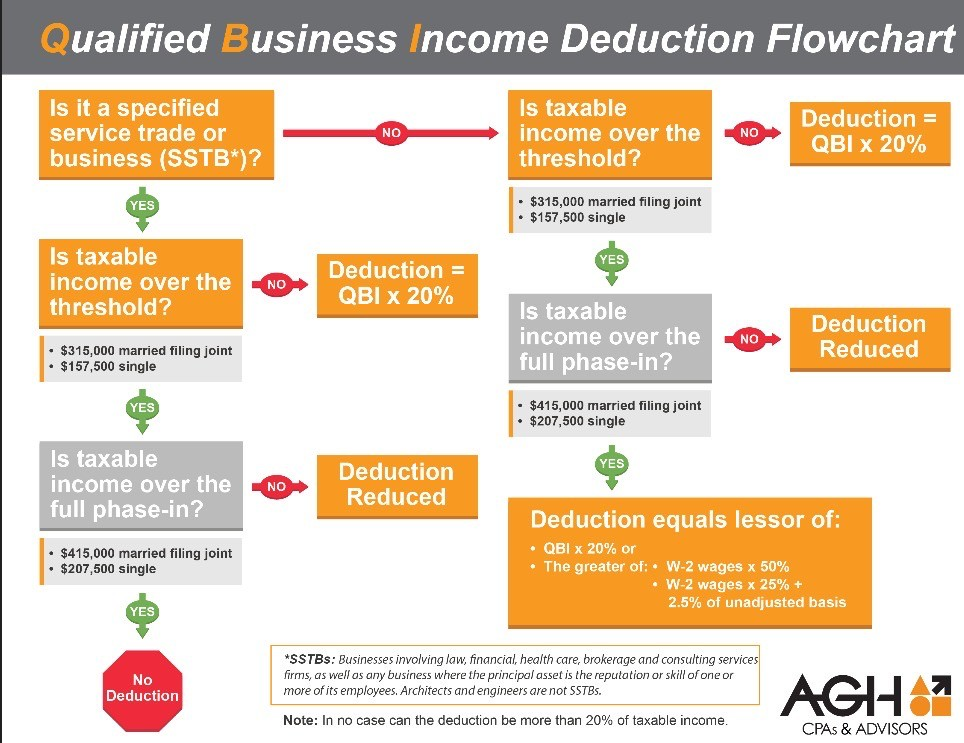 Qualified Business Income Deduction Flowchart
Is it a specified
service trade or
business (SSTB*)?
NO
Is taxable
income over the
threshold?
NO
Deduction =
QBI x 20%
• $315,000 married filing joint
• $157,500 single
YES
YES
Is taxable
income over the
threshold?
NO
Deduction =
QBI x 20%
• $315,000 married filing joint
• $157,500 single
Is taxable
income over the
full phase-in?
NO
Deduction
Reduced
• $415,000 married filing joint
• $207,500 single
YES
YES
Is taxable
income over the
full phase-in?
NO
Deduction
Reduced
• $415,000 married filing joint
• $207,500 single
Deduction equals lessor of:
• QBI x 20% or
• The greater of: • W-2 wages x 50%
• W-2 wages x 25% +
2.5% of unadjusted basis
YES
No
Deduction
*SSTBs: Businesses involving law, financial, health care, brokerage and consulting services
firms, as well as any business where the principal asset is the reputation or skill of one or
more of its employees. Architects and engineers are not SSTBs.
Note: In no case can the deduction be more than 20% of taxable income.
AGH
CPAs & ADVISORS